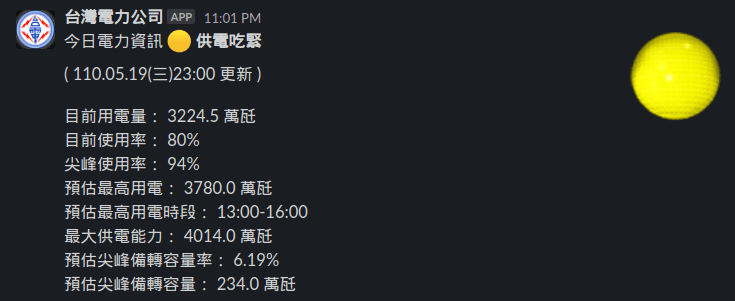 台灣電力公司 APP 11:01 PM
今日電力資訊 🟡 供電吃緊
( 110.05.19(三)23:00 更新 )
目前用電量： 3224.5 萬瓩
目前使用率： 80%
尖峰使用率： 94%
預估最高用電： 3780.0 萬瓩
預估最高用電時段： 13:00-16:00
最大供電能力： 4014.0 萬瓩
預估尖峰備轉容量率： 6.19%
預估尖峰備轉容量： 234.0 萬瓩